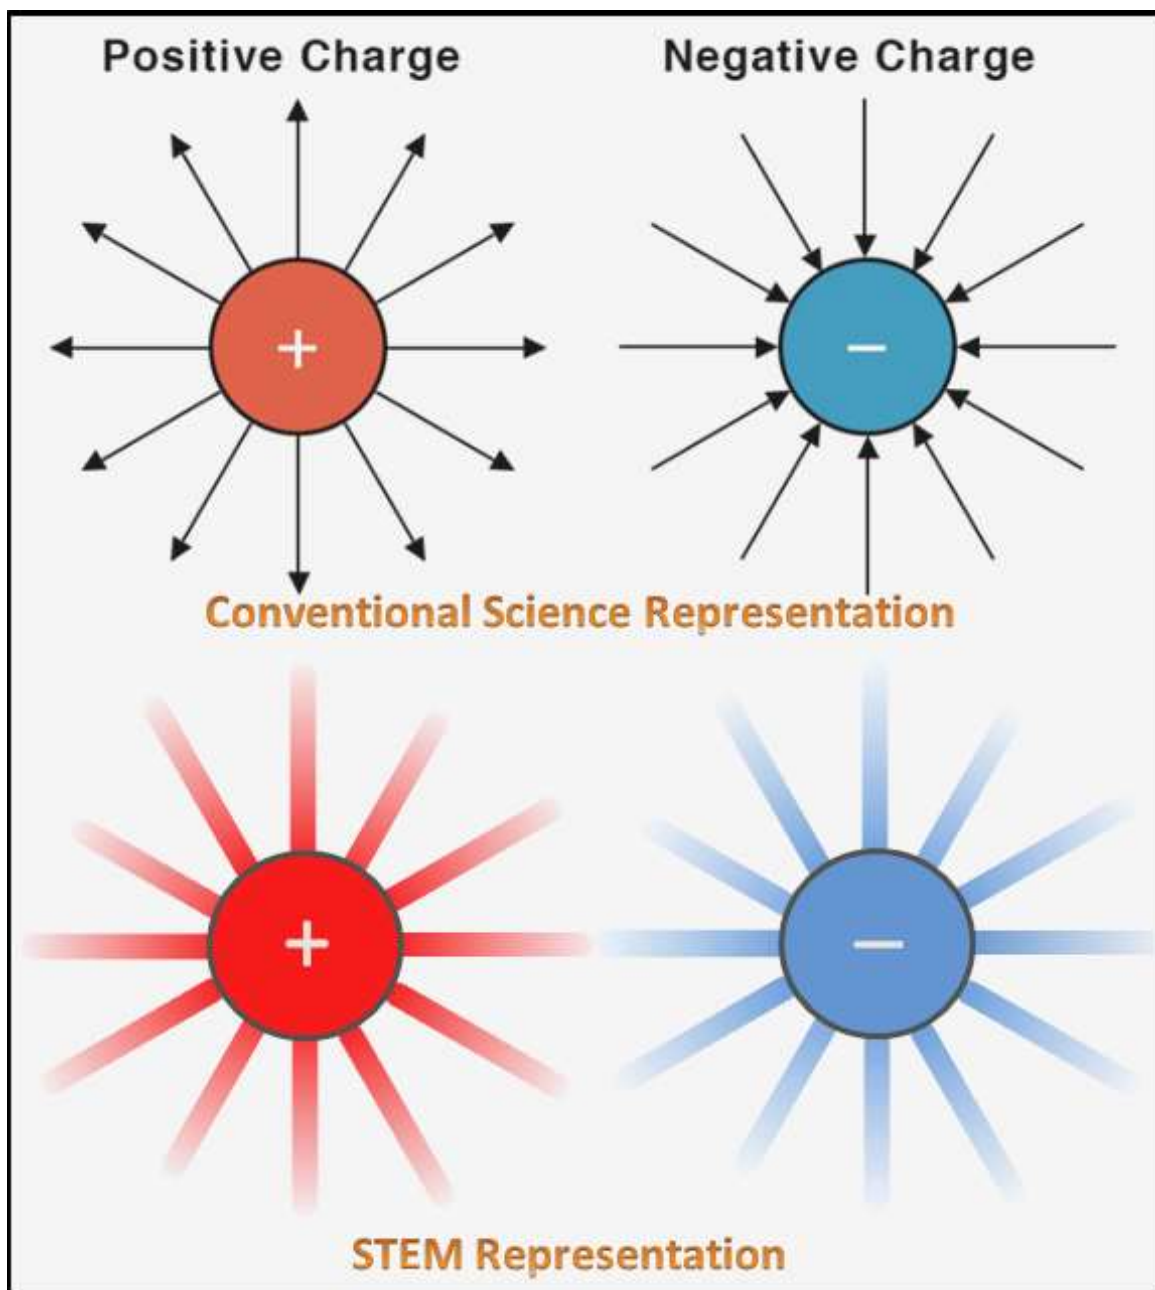 Positive Charge
Negative Charge
+
−
Conventional Science Representation
+
−
STEM Representation